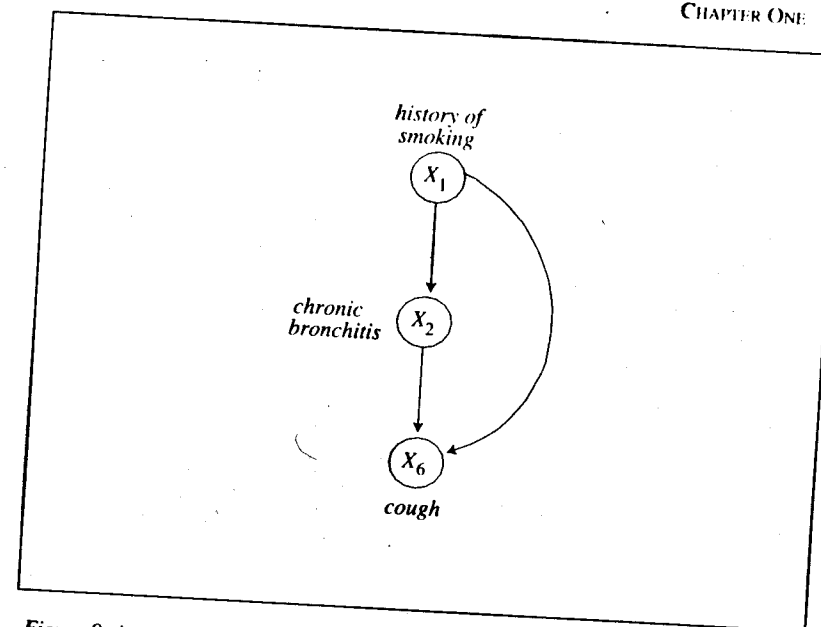 CHAPTER ONE
history of
smoking
X1
chronic
bronchitis
X2
X6
cough